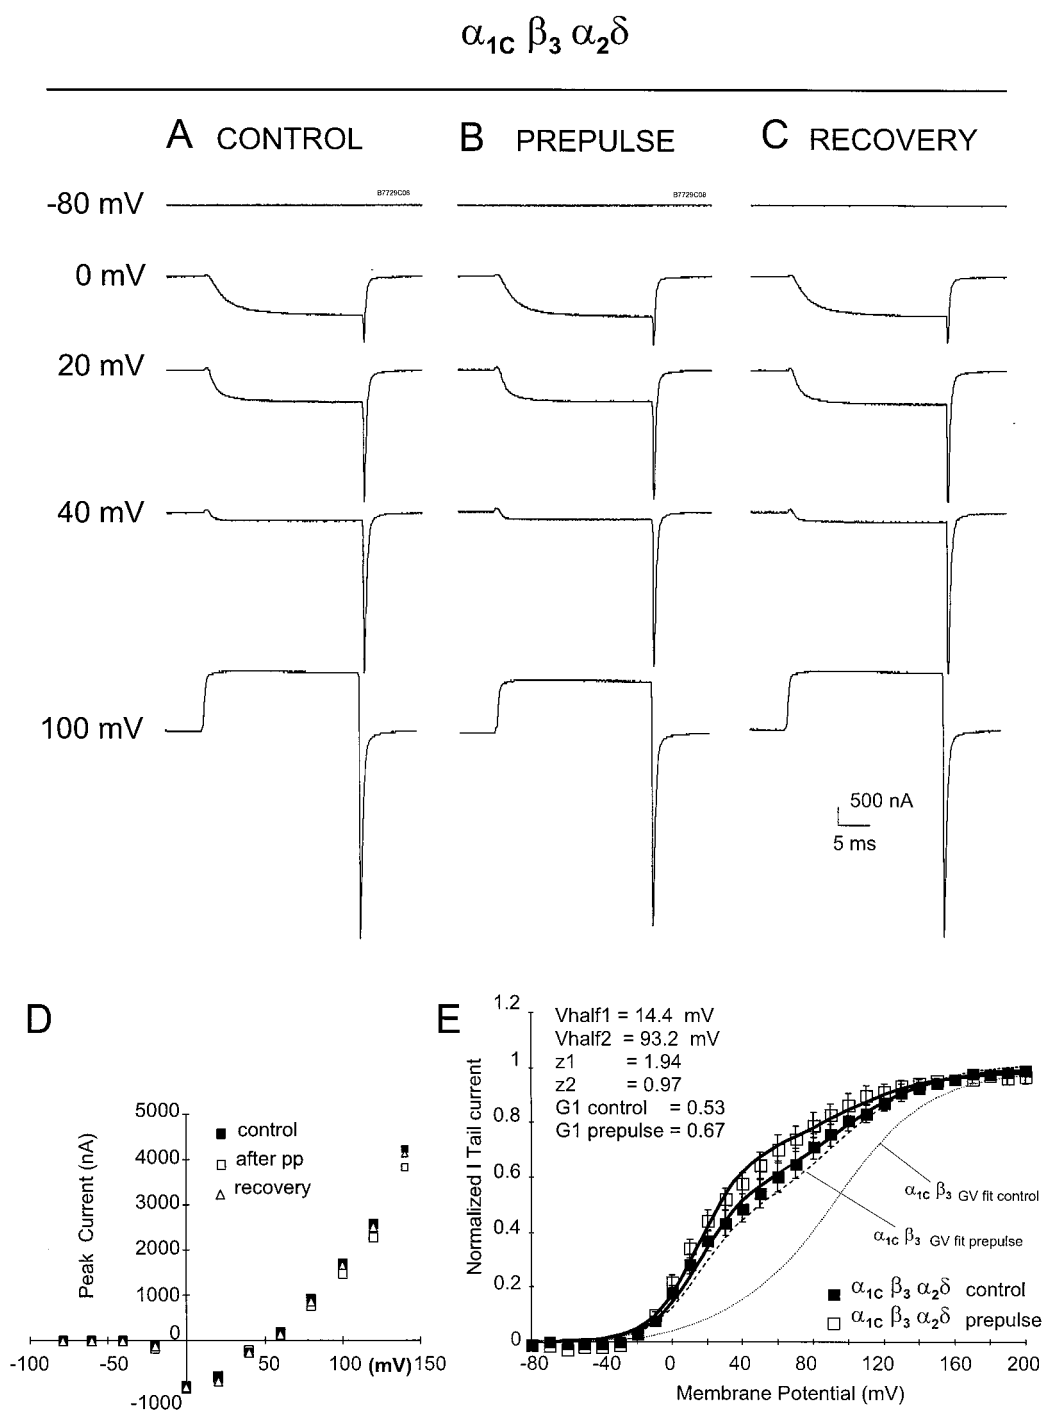 α1C β3 α2δ
A CONTROL
B PREPULSE
C RECOVERY
-80 mV
B7729C06
B7729C08
0 mV
20 mV
40 mV
100 mV
500 nA
5 ms
D
Peak Current (nA)
5000
4000
3000
2000
1000
0
-1000
-100
-50
0
50
100
(mV)
150
control
after pp
recovery
E
Normalized I Tail current
1.2
1
0.8
0.6
0.4
0.2
0
Vhalf1 = 14.4 mV
Vhalf2 = 93.2 mV
z1 = 1.94
z2 = 0.97
G1 control = 0.53
G1 prepulse = 0.67
α1C β3 GV fit control
α1C β3 GV fit prepulse
α1C β3 α2δ control
α1C β3 α2δ prepulse
-80
-40
0
40
80
120
160
200
Membrane Potential (mV)